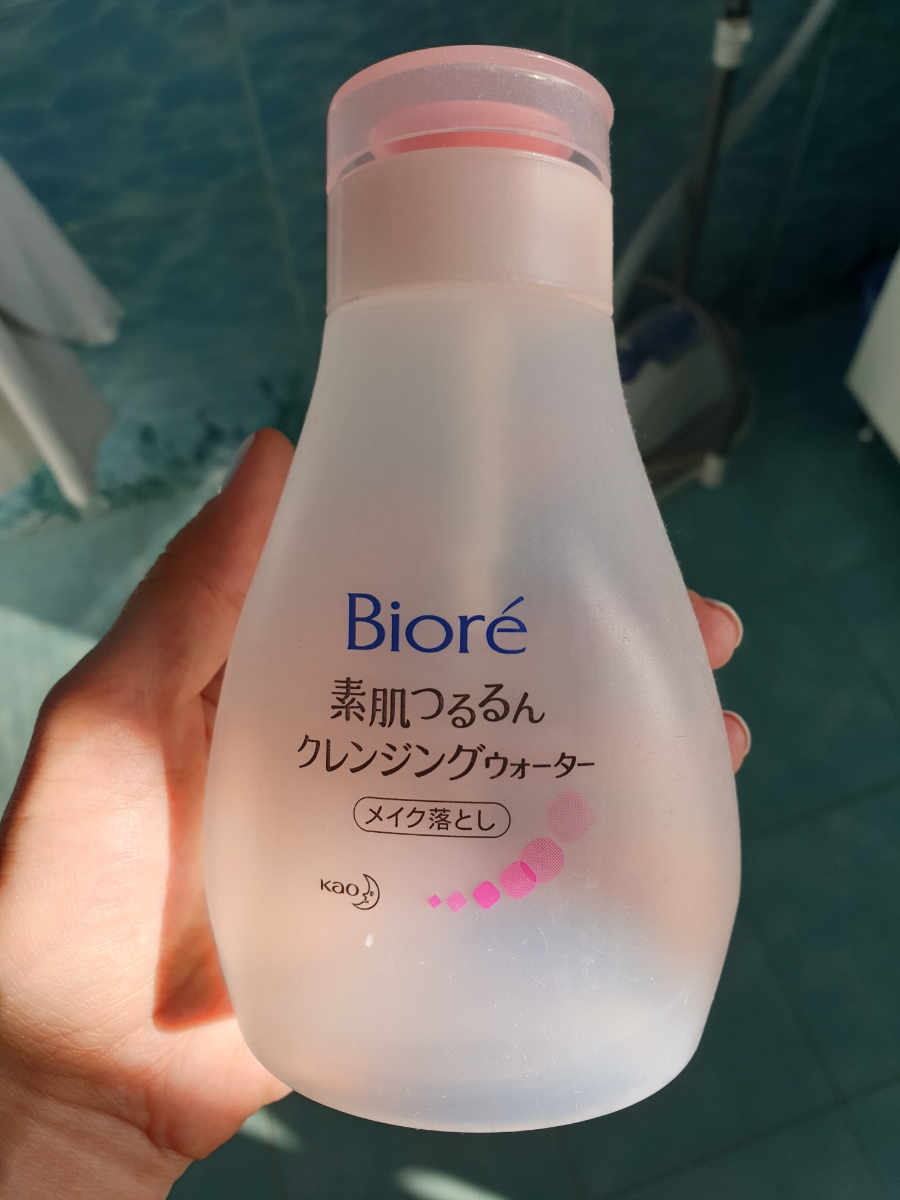 Bioré
素肌つるるん
クレンジングウォーター
メイク落とし
Kao